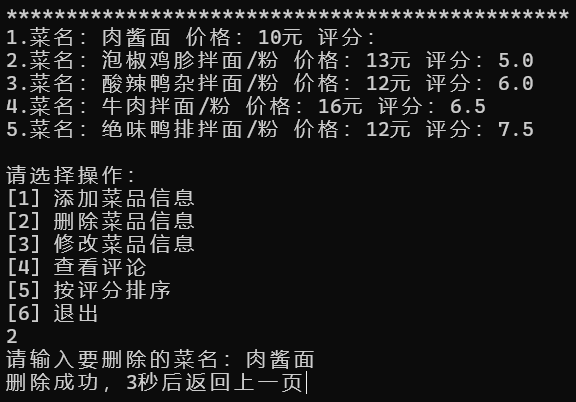 ***********************************************
1.菜名: 肉酱面 价格: 10元 评分:
2.菜名: 泡椒鸡胗拌面/粉 价格: 13元 评分: 5.0
3.菜名: 酸辣鸭杂拌面/粉 价格: 12元 评分: 6.0
4.菜名: 牛肉拌面/粉 价格: 16元 评分: 6.5
5.菜名: 绝味鸭排拌面/粉 价格: 12元 评分: 7.5
请选择操作:
[1] 添加菜品信息
[2] 删除菜品信息
[3] 修改菜品信息
[4] 查看评论
[5] 按评分排序
[6] 退出
2
请输入要删除的菜名: 肉酱面
删除成功, 3秒后返回上一页